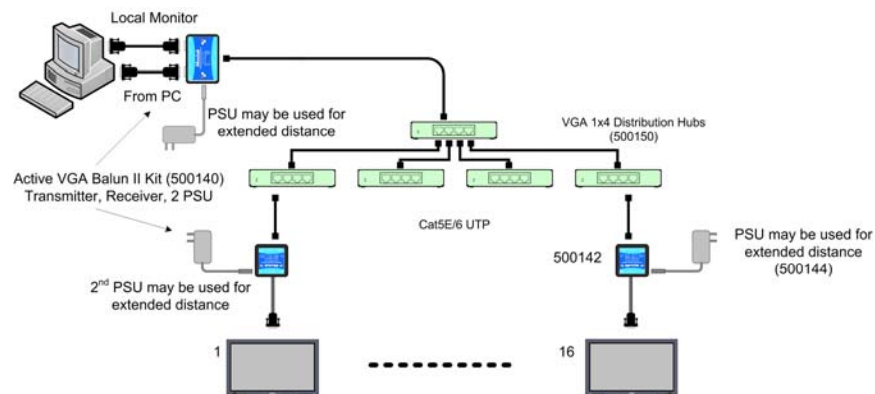 Local Monitor
From PC
PSU may be used for
extended distance
VGA 1x4 Distribution Hubs
(500150)
Active VGA Balun II Kit (500140)
Transmitter, Receiver, 2 PSU
Cat5E/6 UTP
2nd PSU may be used for
extended distance
500142
PSU may be used for
extended distance
(500144)
1
16